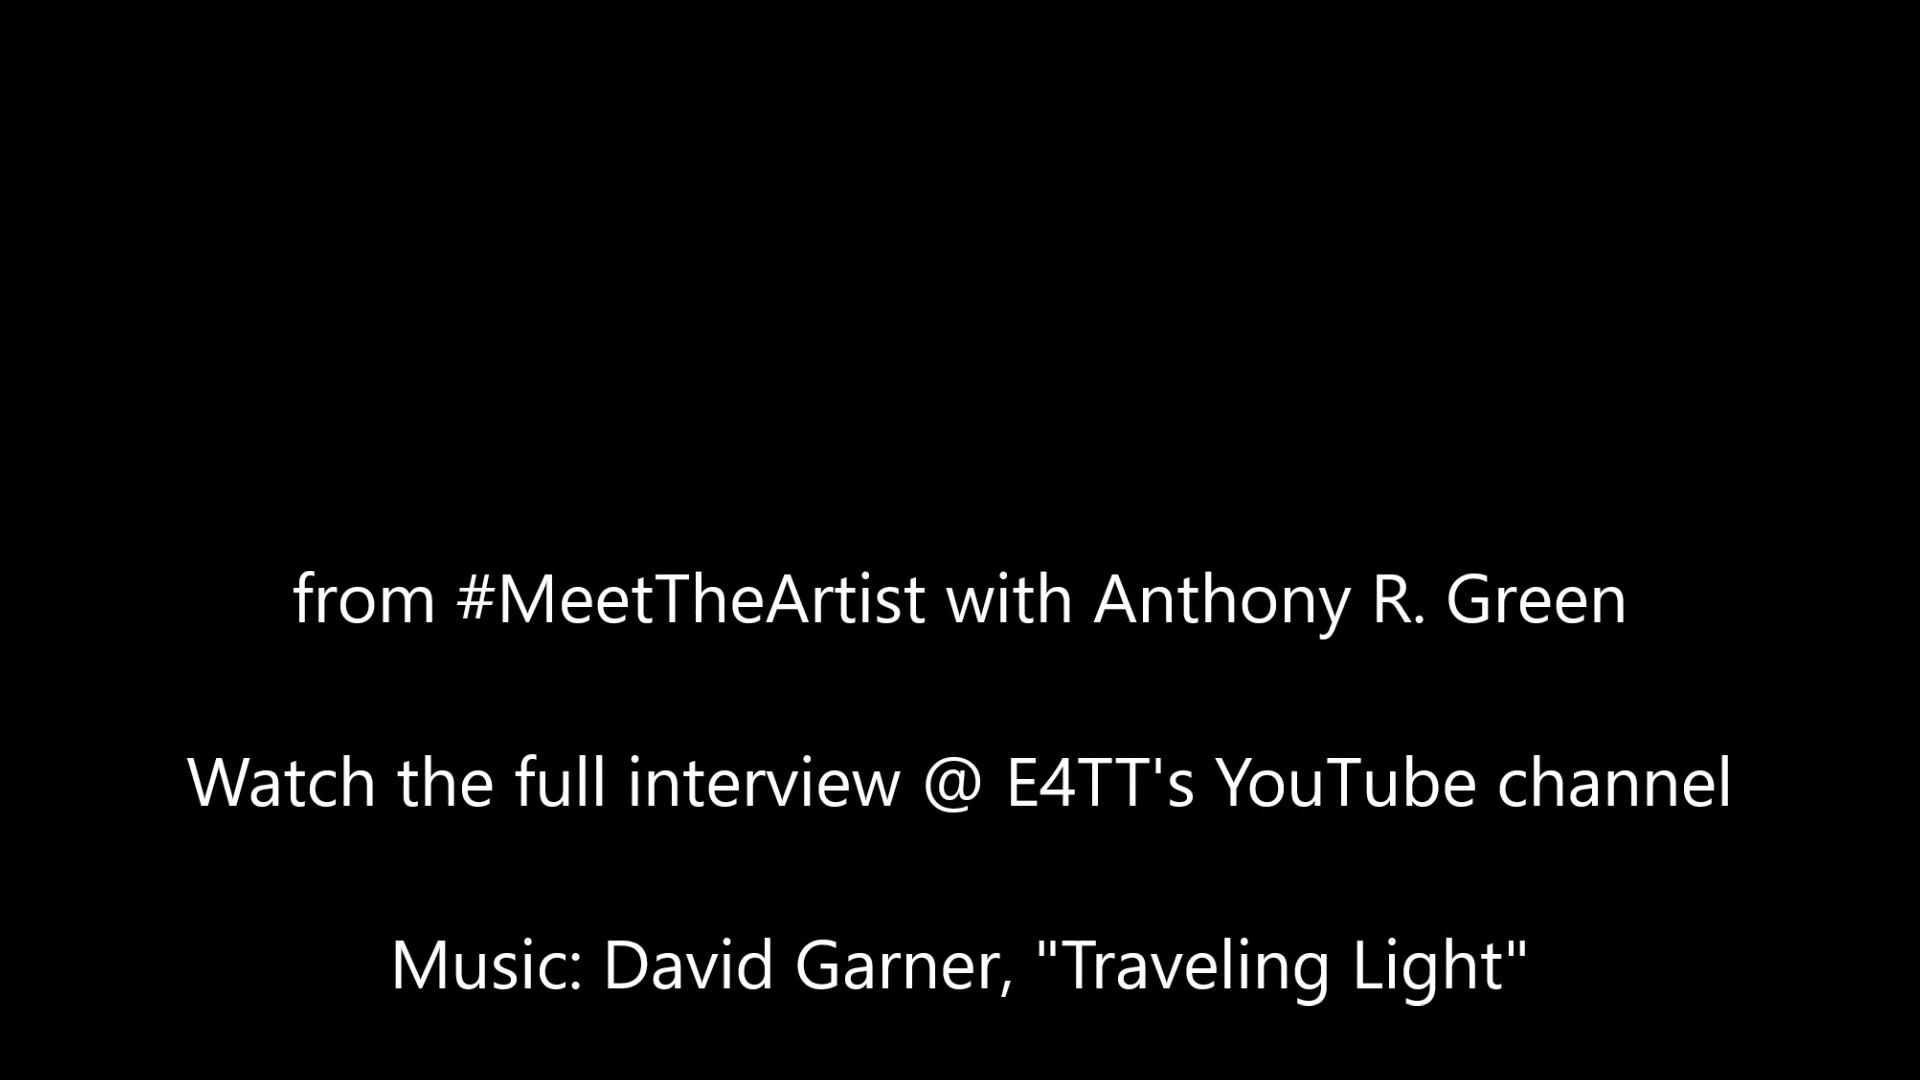 from #MeetTheArtist with Anthony R. Green
Watch the full interview @ E4TT's YouTube channel
Music: David Garner, "Traveling Light"